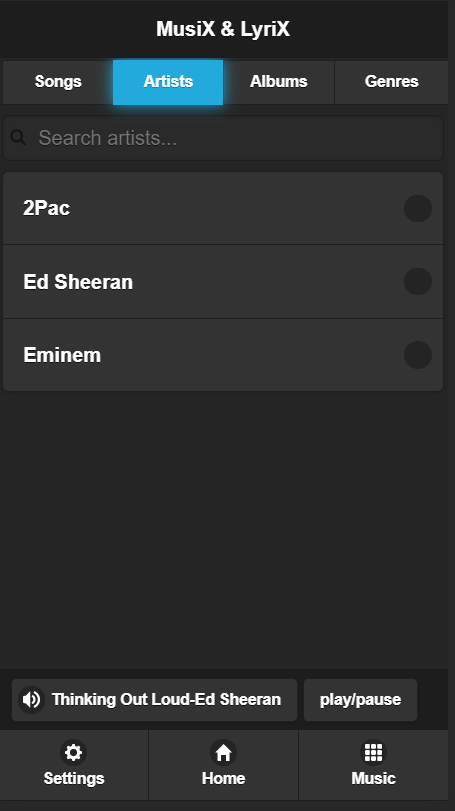 MusiX & LyriX
Songs Artists Albums Genres
Search artists...
2Pac
Ed Sheeran
Eminem
Thinking Out Loud-Ed Sheeran play/pause
Settings Home Music